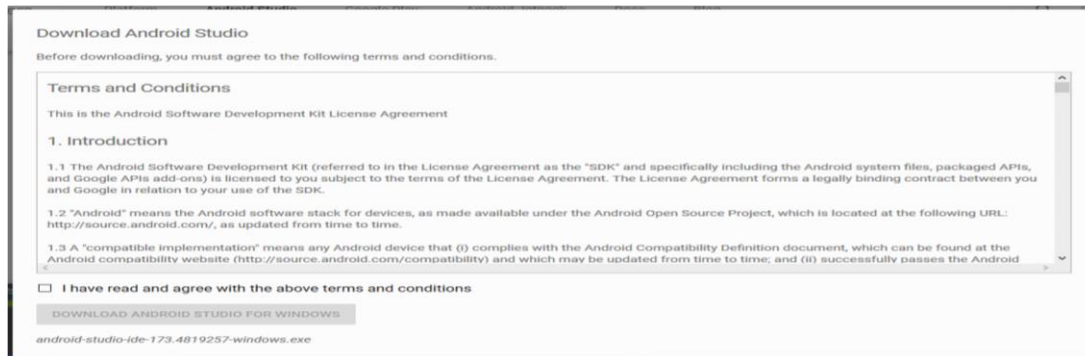 Download Android Studio
Before downloading, you must agree to the following terms and conditions.
Terms and Conditions
This is the Android Software Development Kit License Agreement
1. Introduction
1.1 The Android Software Development Kit (referred to in the License Agreement as the "SDK" and specifically including the Android system files, packaged APIs,
and Google APIs add-ons) is licensed to you subject to the terms of the License Agreement. The License Agreement forms a legally binding contract between you
and Google in relation to your use of the SDK.
1.2 "Android" means the Android software stack for devices, as made available under the Android Open Source Project, which is located at the following URL:
http://source.android.com/, as updated from time to time.
1.3 A "compatible implementation" means any Android device that (i) complies with the Android Compatibility Definition document, which can be found at the
Android compatibility website (http://source.android.com/compatibility) and which may be updated from time to time; and (ii) successfully passes the Android
I have read and agree with the above terms and conditions
DOWNLOAD ANDROID STUDIO FOR WINDOWS
android-studio-ide-173.4819257-windows.exe